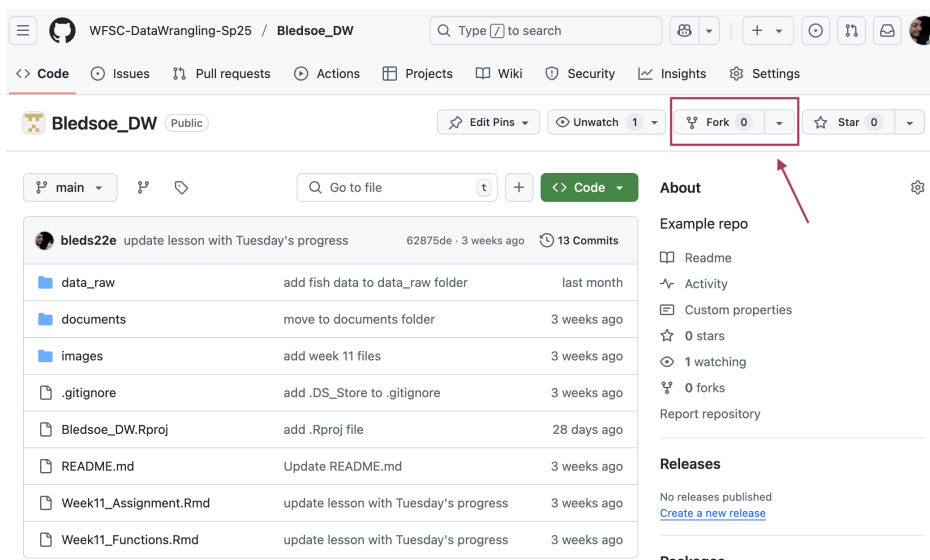 WFSC-DataWrangling-Sp25 / Bledsoe_DW
Type / to search
Code Issues Pull requests Actions Projects Wiki Security Insights Settings
Bledsoe_DW Public
Edit Pins Unwatch 1 Fork 0 Star 0
main
Go to file t
Code
About
Example repo
Readme
Activity
Custom properties
0 stars
1 watching
0 forks
Report repository
Releases
No releases published
Create a new release
bleds22e update lesson with Tuesday's progress 62875de · 3 weeks ago 13 Commits
data_raw add fish data to data_raw folder last month
documents move to documents folder 3 weeks ago
images add week 11 files 3 weeks ago
.gitignore add .DS_Store to .gitignore 3 weeks ago
Bledsoe_DW.Rproj add .Rproj file 28 days ago
README.md Update README.md 3 weeks ago
Week11_Assignment.Rmd update lesson with Tuesday's progress 3 weeks ago
Week11_Functions.Rmd update lesson with Tuesday's progress 3 weeks ago